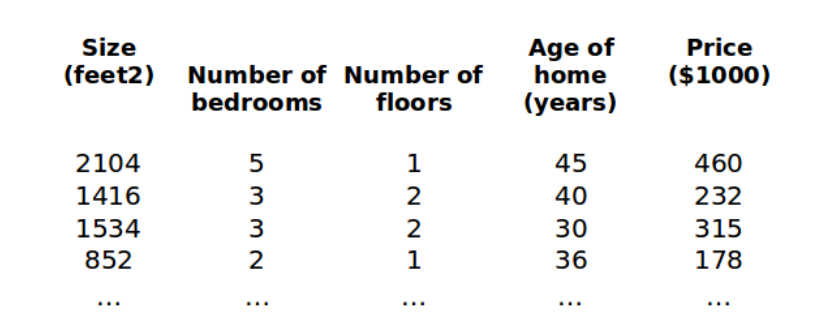 Size (feet2) Number of bedrooms Number of floors Age of home (years) Price ($1000)
2104 5 1 45 460
1416 3 2 40 232
1534 3 2 30 315
852 2 1 36 178
... ... ... ... ...